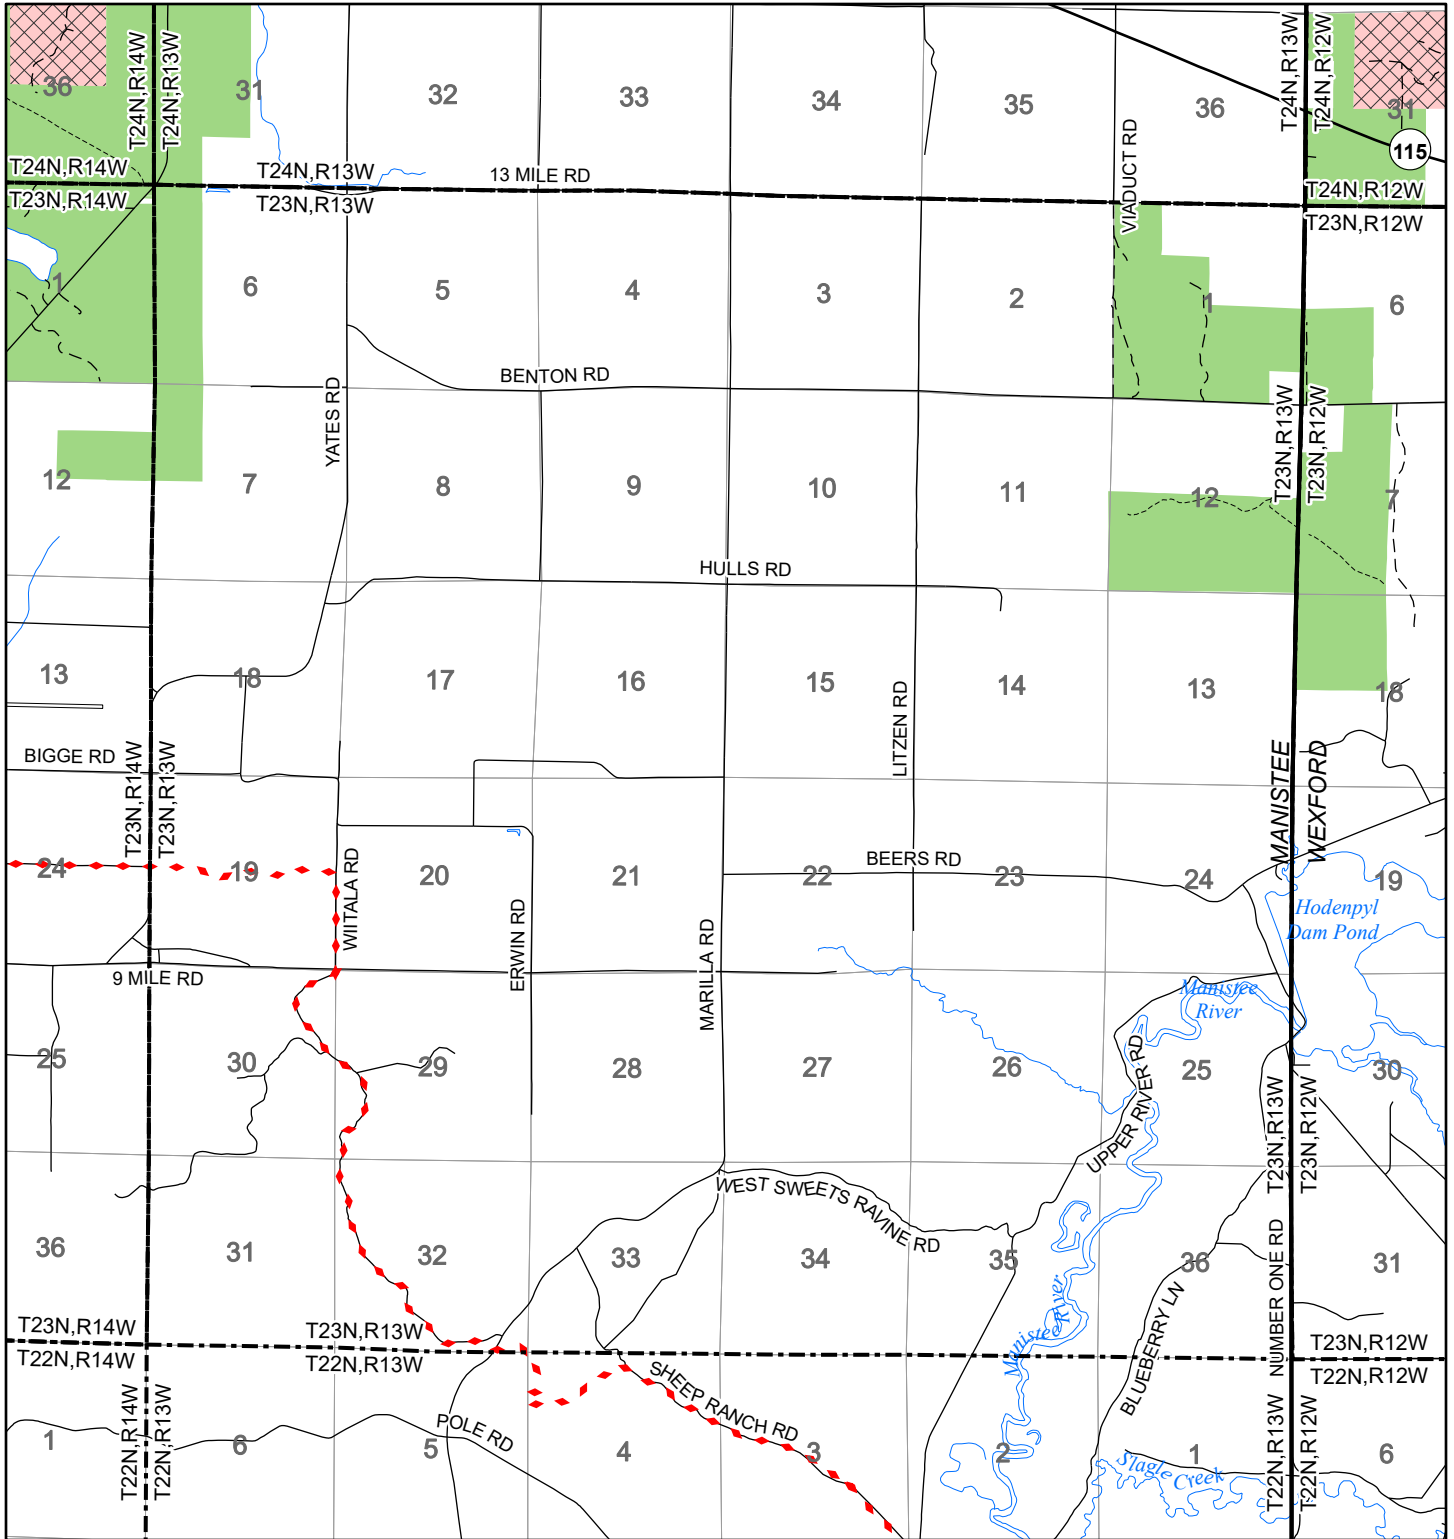 36
T24N,R14W
T24N,R13W
31
32
33
34
35
36
T24N,R13W
T24N,R12W
31
115
VIADUCT RD
T24N,R14W
T23N,R14W
T24N,R13W
T23N,R13W
13 MILE RD
T24N,R12W
T23N,R12W
1
6
5
4
3
2
1
6
BENTON RD
YATES RD
T23N,R13W
T23N,R12W
12
7
8
9
10
11
12
7
HULLS RD
13
18
17
16
15
14
13
18
LITZEN RD
BIGGE RD
T23N,R14W
T23N,R13W
MANISTEE
WEXFORD
24
19
WIITALA RD
20
21
22
BEERS RD
23
24
19
Hodenpyl
Dam Pond
ERWIN RD
MARILLA RD
9 MILE RD
Manistee
River
25
30
29
28
27
26
25
30
UPPER RIVER RD
T23N,R13W
T23N,R12W
WEST SWEETS RAVINE RD
36
31
32
33
34
35
36
31
Manistee River
BLUEBERRY LN
NUMBER ONE RD
T23N,R14W
T22N,R14W
T23N,R13W
T22N,R13W
T23N,R12W
T22N,R12W
SHEEP RANCH RD
T22N,R14W
T22N,R13W
POLE RD
1
6
5
4
3
2
1
6
Slagle Creek
T22N,R13W
T22N,R12W